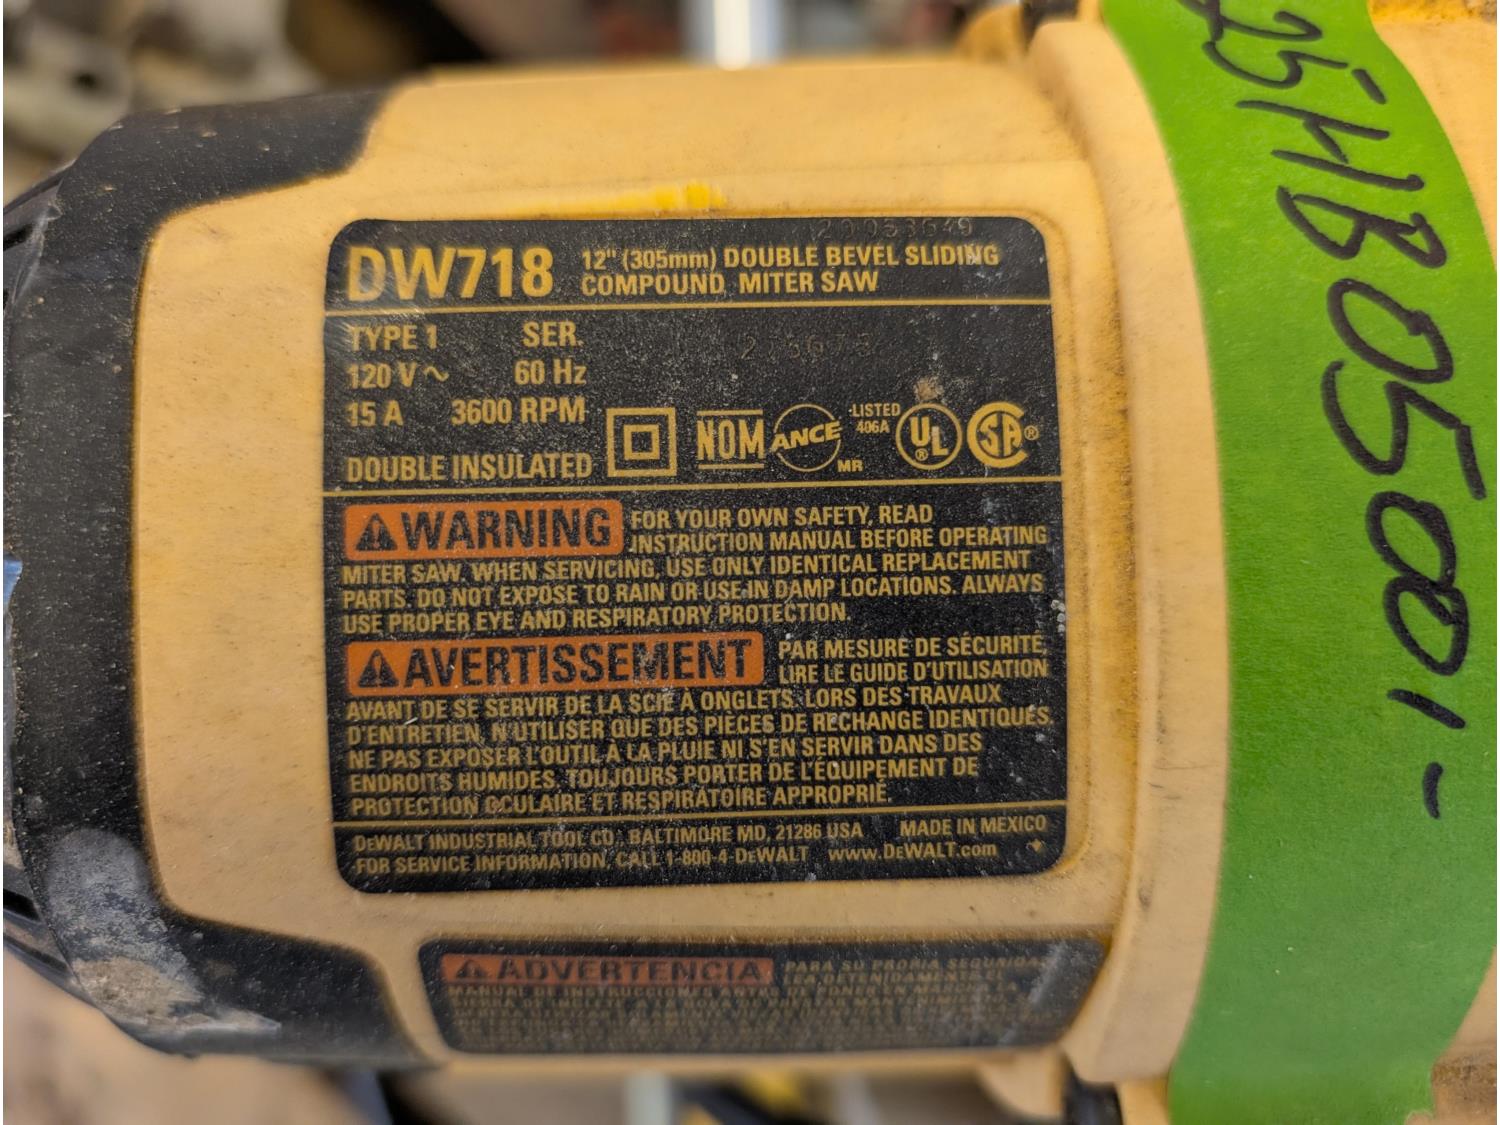 DW718 12" (305mm) DOUBLE BEVEL SLIDING
COMPOUND MITER SAW
TYPE 1 SER.
120 V ~ 60 Hz
15 A 3600 RPM
DOUBLE INSULATED
NOM ANCE MR
LISTED
406A
UL ®
SA ®
WARNING FOR YOUR OWN SAFETY, READ
INSTRUCTION MANUAL BEFORE OPERATING
MITER SAW. WHEN SERVICING, USE ONLY IDENTICAL REPLACEMENT
PARTS. DO NOT EXPOSE TO RAIN OR USE IN DAMP LOCATIONS. ALWAYS
USE PROPER EYE AND RESPIRATORY PROTECTION.
AVERTISSEMENT PAR MESURE DE SÉCURITÉ,
LIRE LE GUIDE D'UTILISATION
AVANT DE SE SERVIR DE LA SCIE À ONGLETS. LORS DES TRAVAUX
D'ENTRETIEN, N'UTILISER QUE DES PIÈCES DE RECHANGE IDENTIQUES.
NE PAS EXPOSER L'OUTIL À LA PLUIE NI S'EN SERVIR DANS DES
ENDROITS HUMIDES. TOUJOURS PORTER DE L'ÉQUIPEMENT DE
PROTECTION OCULAIRE ET RESPIRATOIRE APPROPRIÉ.
DEWALT INDUSTRIAL TOOL CO. BALTIMORE MD, 21286 USA MADE IN MEXICO
FOR SERVICE INFORMATION, CALL 1-800-4-DEWALT www.DEWALT.com
ADVERTENCIA PARA SU PROPIA SEGURIDAD
25HB05001-